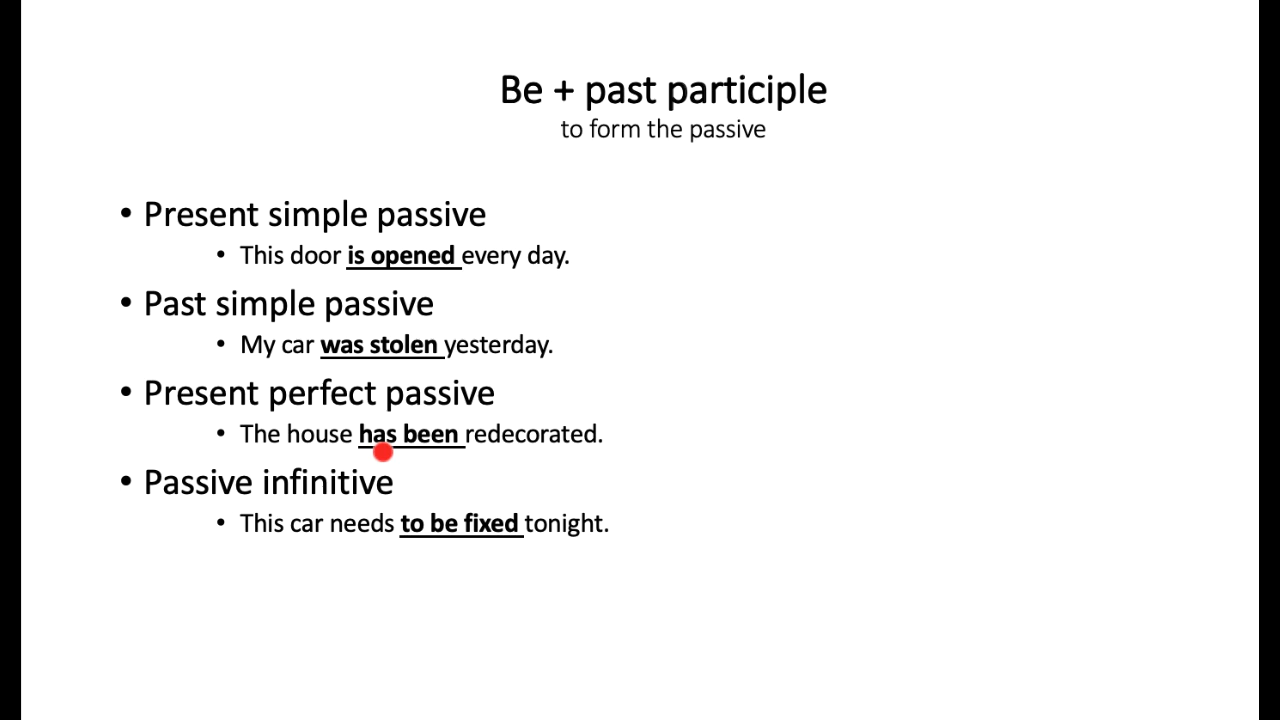 Be + past participle
to form the passive
• Present simple passive
• This door is opened every day.
• Past simple passive
• My car was stolen yesterday.
• Present perfect passive
• The house has been redecorated.
• Passive infinitive
• This car needs to be fixed tonight.